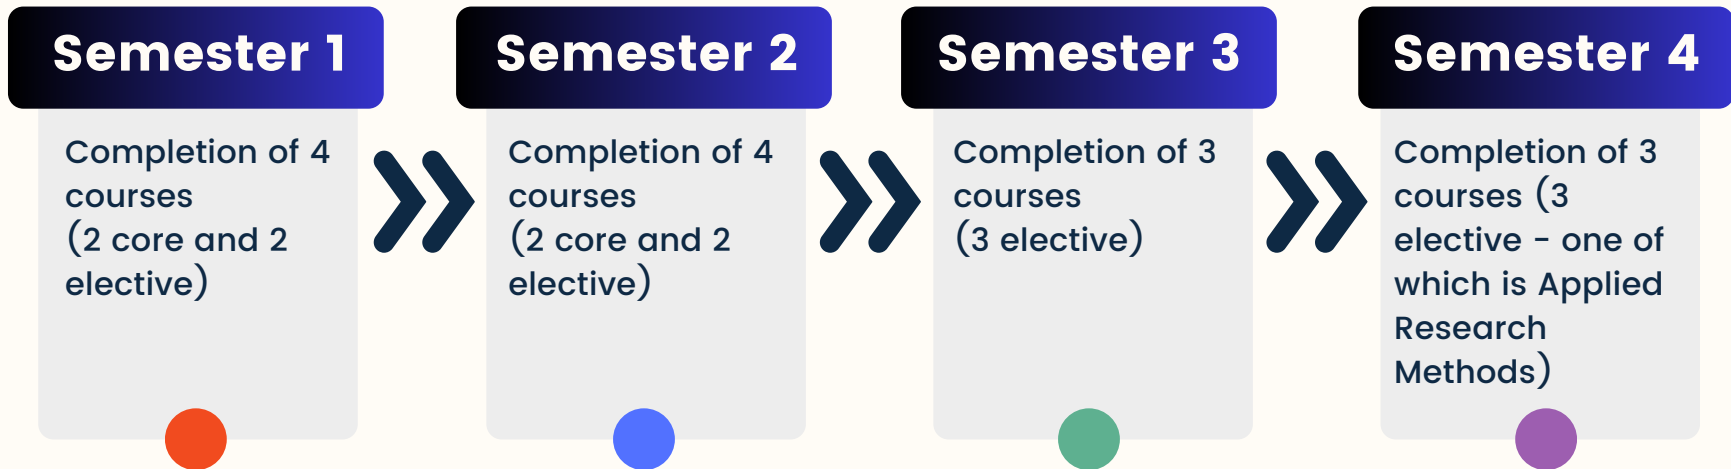 Semester 1
Completion of 4
courses
(2 core and 2
elective)
Semester 2
Completion of 4
courses
(2 core and 2
elective)
Semester 3
Completion of 3
courses
(3 elective)
Semester 4
Completion of 3
courses (3
elective - one of
which is Applied
Research
Methods)